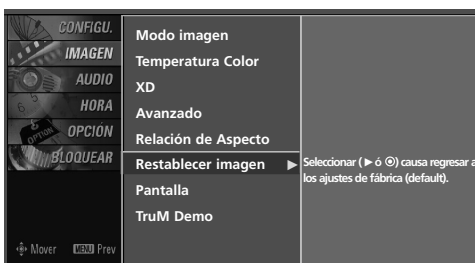 CONFIGU.
IMAGEN
AUDIO
HORA
OPCIÓN
BLOQUEAR
Mover MENU Prev
Modo imagen
Temperatura Color
XD
Avanzado
Relación de Aspecto
Restablecer imagen ►
Pantalla
TruM Demo
Seleccionar ( ► ó ⦿) causa regresar a
los ajustes de fábrica (default).